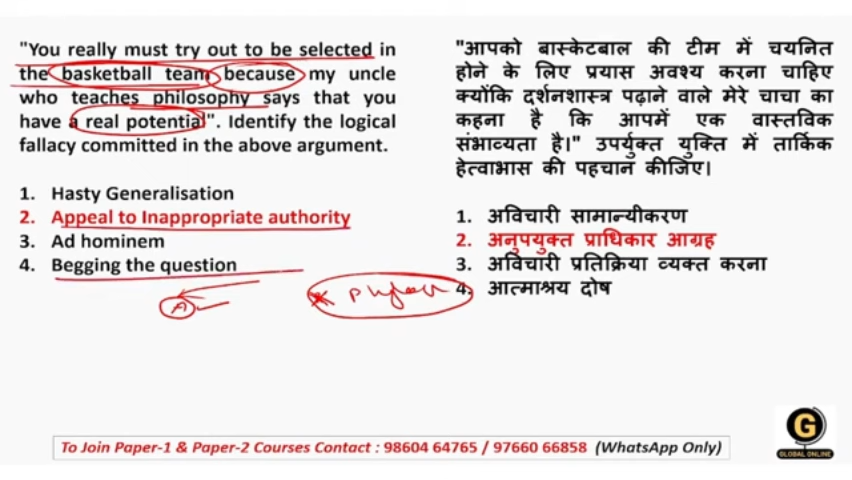 "You really must try out to be selected in
the basketball team because my uncle
who teaches philosophy says that you
have a real potential". Identify the logical
fallacy committed in the above argument.
1. Hasty Generalisation
2. Appeal to Inappropriate authority
3. Ad hominem
4. Begging the question
A
"आपको बास्केटबाल की टीम में चयनित
होने के लिए प्रयास अवश्य करना चाहिए
क्योंकि दर्शनशास्त्र पढ़ाने वाले मेरे चाचा का
कहना है कि आपमें एक वास्तविक
संभाव्यता है।" उपर्युक्त युक्ति में तार्किक
हेत्वाभास की पहचान कीजिए।
1. अविचारी सामान्यीकरण
2. अनुपयुक्त प्राधिकार आग्रह
3. अविचारी प्रतिक्रिया व्यक्त करना
4. आत्माश्रय दोष
G
GLOBAL ONLINE
To Join Paper-1 & Paper-2 Courses Contact : 98604 64765 / 97660 66858 (WhatsApp Only)